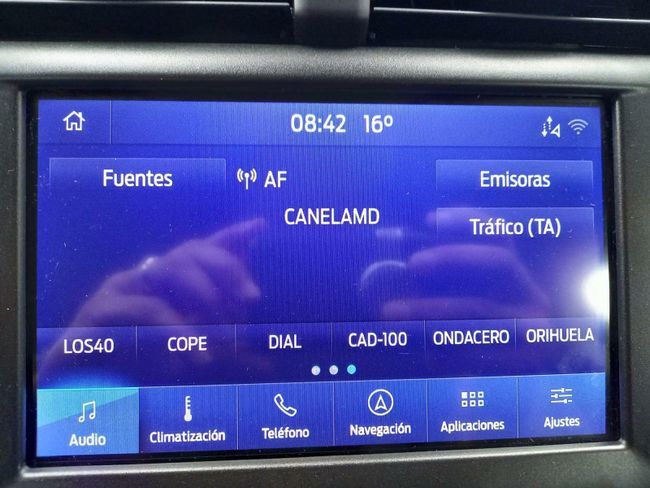 08:42 16º
Fuentes
AF
Emisoras
CANELAMD
Tráfico (TA)
LOS40 COPE DIAL CAD-100 ONDACERO ORIHUELA
Audio Climatización Teléfono Navegación Aplicaciones Ajustes